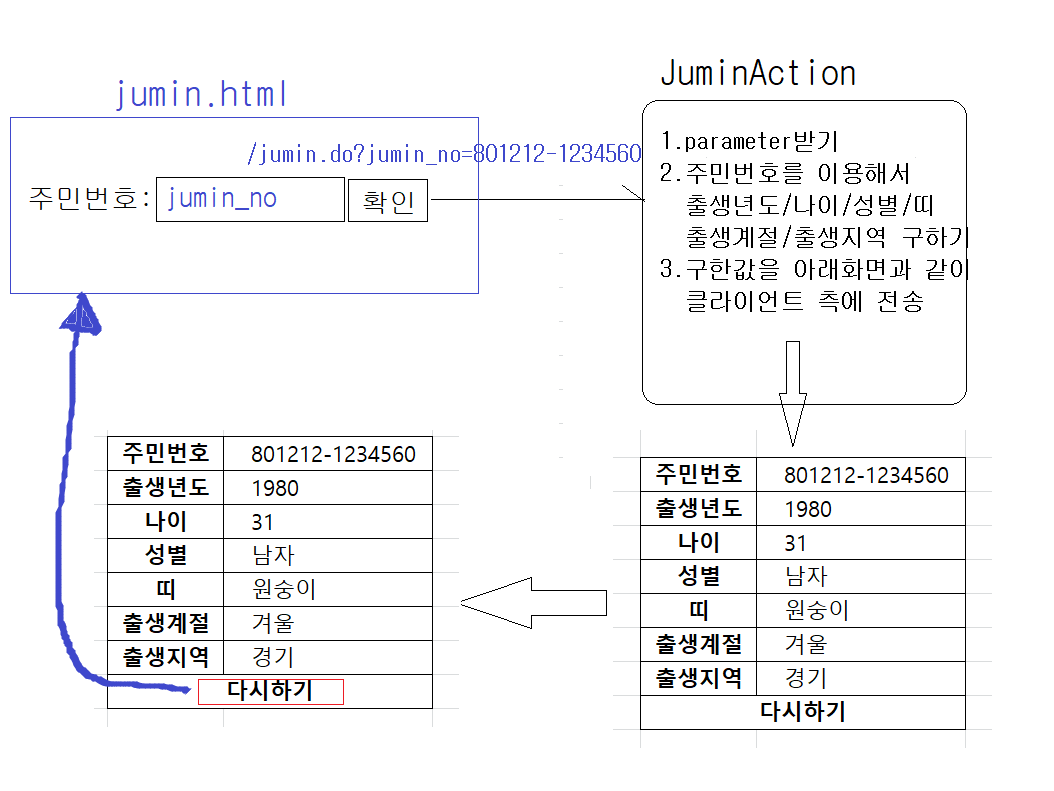 JuminAction
jumin.html
/jumin.do?jumin_no=801212-1234560
주민번호: jumin_no 확인
1.parameter받기
2.주민번호를 이용해서
출생년도/나이/성별/띠
출생계절/출생지역 구하기
3.구한값을 아래화면과 같이
클라이언트 측에 전송
주민번호 801212-1234560
출생년도 1980
나이 31
성별 남자
띠 원숭이
출생계절 겨울
출생지역 경기
다시하기
주민번호 801212-1234560
출생년도 1980
나이 31
성별 남자
띠 원숭이
출생계절 겨울
출생지역 경기
다시하기